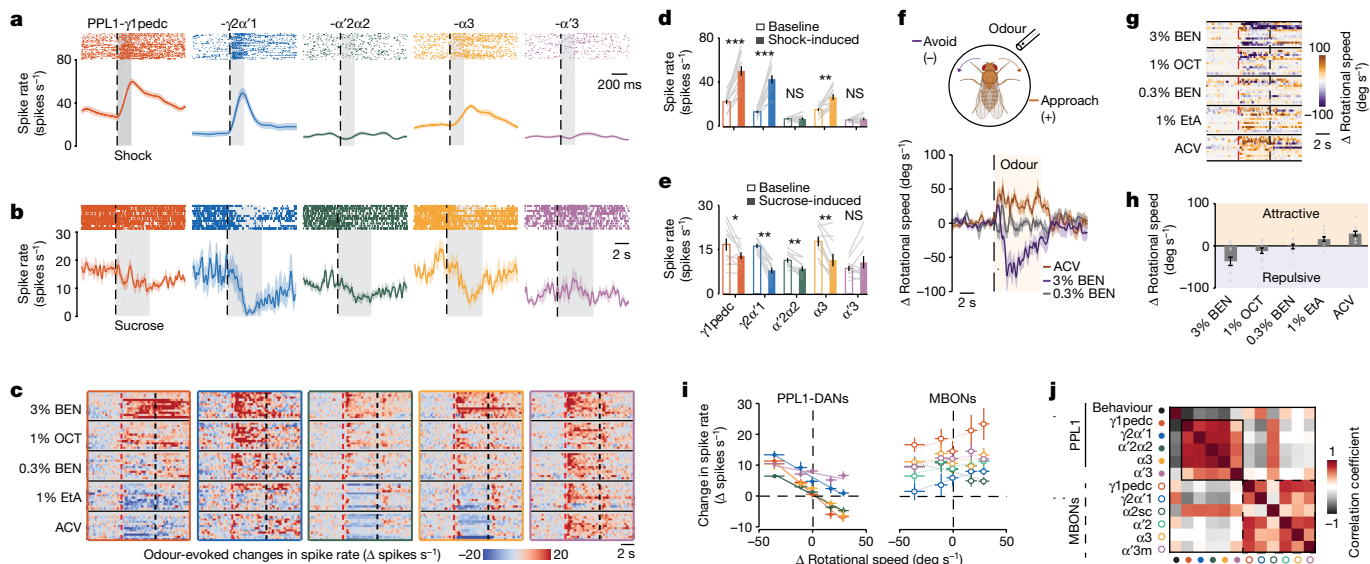 a
PPL1-γ1pedc
-γ2α′1
-α′2α2
-α3
-α′3
80
40
0
Spike rate
(spikes s⁻¹)
Shock
200 ms
b
30
20
10
0
Spike rate
(spikes s⁻¹)
Sucrose
2 s
c
3% BEN
1% OCT
0.3% BEN
1% EtA
ACV
Odour-evoked changes in spike rate (Δ spikes s⁻¹)
−20
20
2 s
d
Baseline
Shock-induced
80
40
0
Spike rate
(spikes s⁻¹)
***
***
NS
**
NS
e
Baseline
Sucrose-induced
45
30
15
0
Spike rate
(spikes s⁻¹)
*
**
**
**
NS
γ1pedc
γ2α′1
α′2α2
α3
α′3
f
Odour
Avoid
(−)
Approach
(+)
Odour
100
50
0
−50
−100
Δ Rotational speed (deg s⁻¹)
2 s
ACV
3% BEN
0.3% BEN
g
3% BEN
1% OCT
0.3% BEN
1% EtA
ACV
100
−100
Δ Rotational speed
(deg s⁻¹)
2 s
h
100
0
−100
Δ Rotational speed
(deg s⁻¹)
Attractive
Repulsive
3% BEN
1% OCT
0.3% BEN
1% EtA
ACV
i
PPL1-DANs
MBONs
30
20
10
0
−10
Change in spike rate
(Δ spikes s⁻¹)
−50
0
50
−50
0
50
Δ Rotational speed (deg s⁻¹)
j
Behaviour
PPL1
γ1pedc
γ2α′1
α′2α2
α3
α′3
MBONs
γ1pedc
γ2α′1
α2sc
α′2
α3
α′3m
1
−1
Correlation coefficient